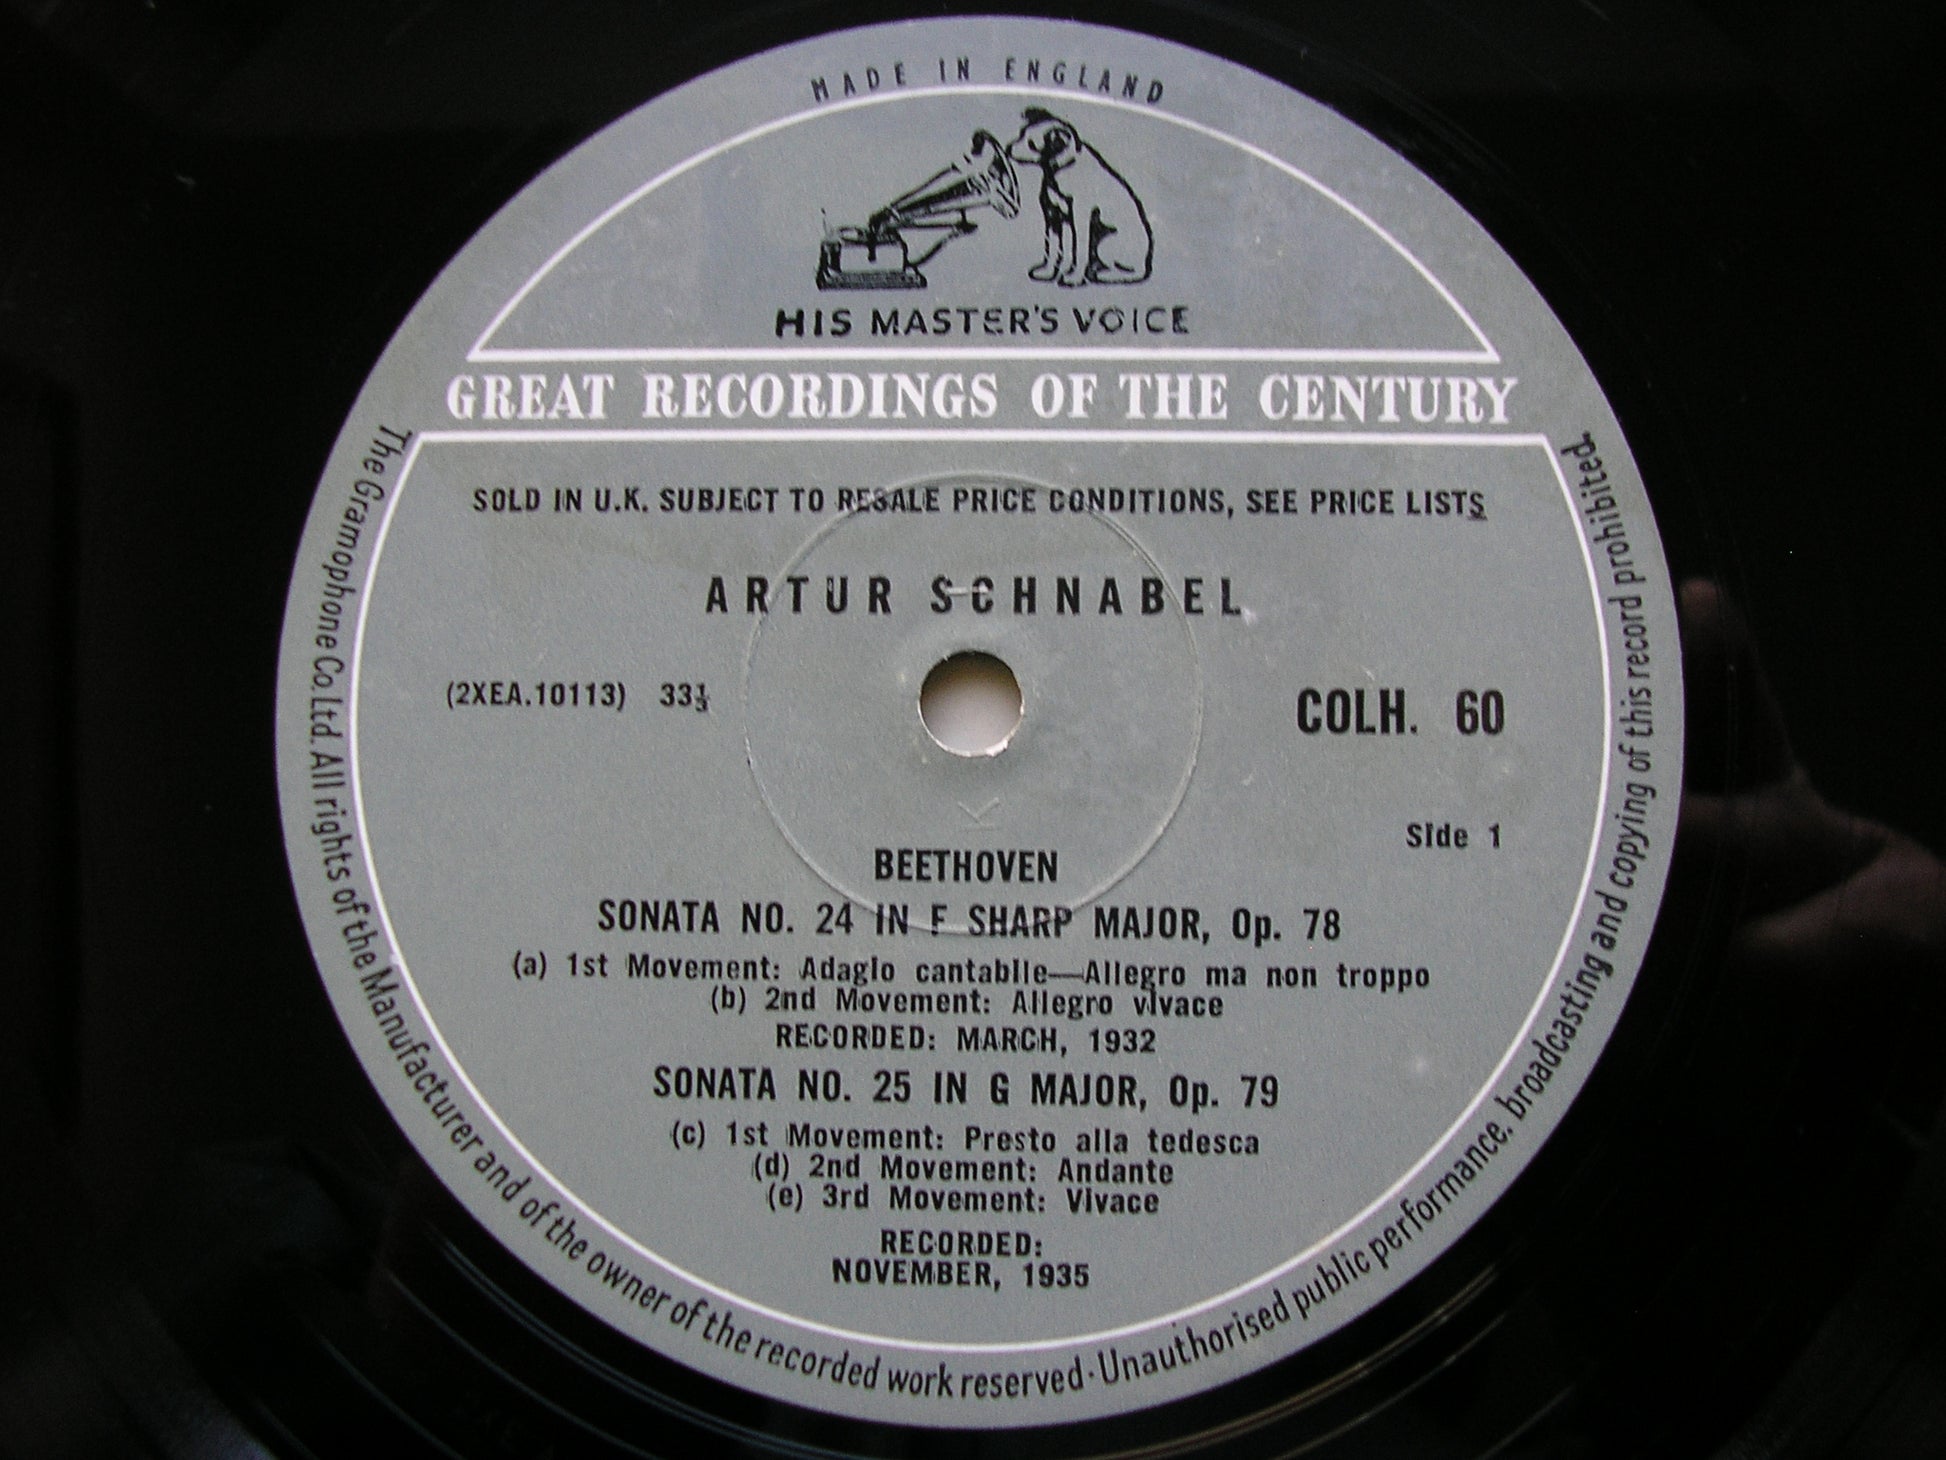 MADE IN ENGLAND
HIS MASTER'S VOICE
GREAT RECORDINGS OF THE CENTURY
SOLD IN U.K. SUBJECT TO RESALE PRICE CONDITIONS, SEE PRICE LISTS
ARTUR SCHNABEL
(2XEA.10113) 33⅓
COLH. 60
Side 1
BEETHOVEN
SONATA NO. 24 IN F SHARP MAJOR, Op. 78
(a) 1st Movement: Adagio cantabile—Allegro ma non troppo
(b) 2nd Movement: Allegro vivace
RECORDED: MARCH, 1932
SONATA NO. 25 IN G MAJOR, Op. 79
(c) 1st Movement: Presto alla tedesca
(d) 2nd Movement: Andante
(e) 3rd Movement: Vivace
RECORDED:
NOVEMBER, 1935
The Gramophone Co. Ltd. All rights of the Manufacturer and of the owner of the recorded work reserved · Unauthorised public performance, broadcasting and copying of this record prohibited.